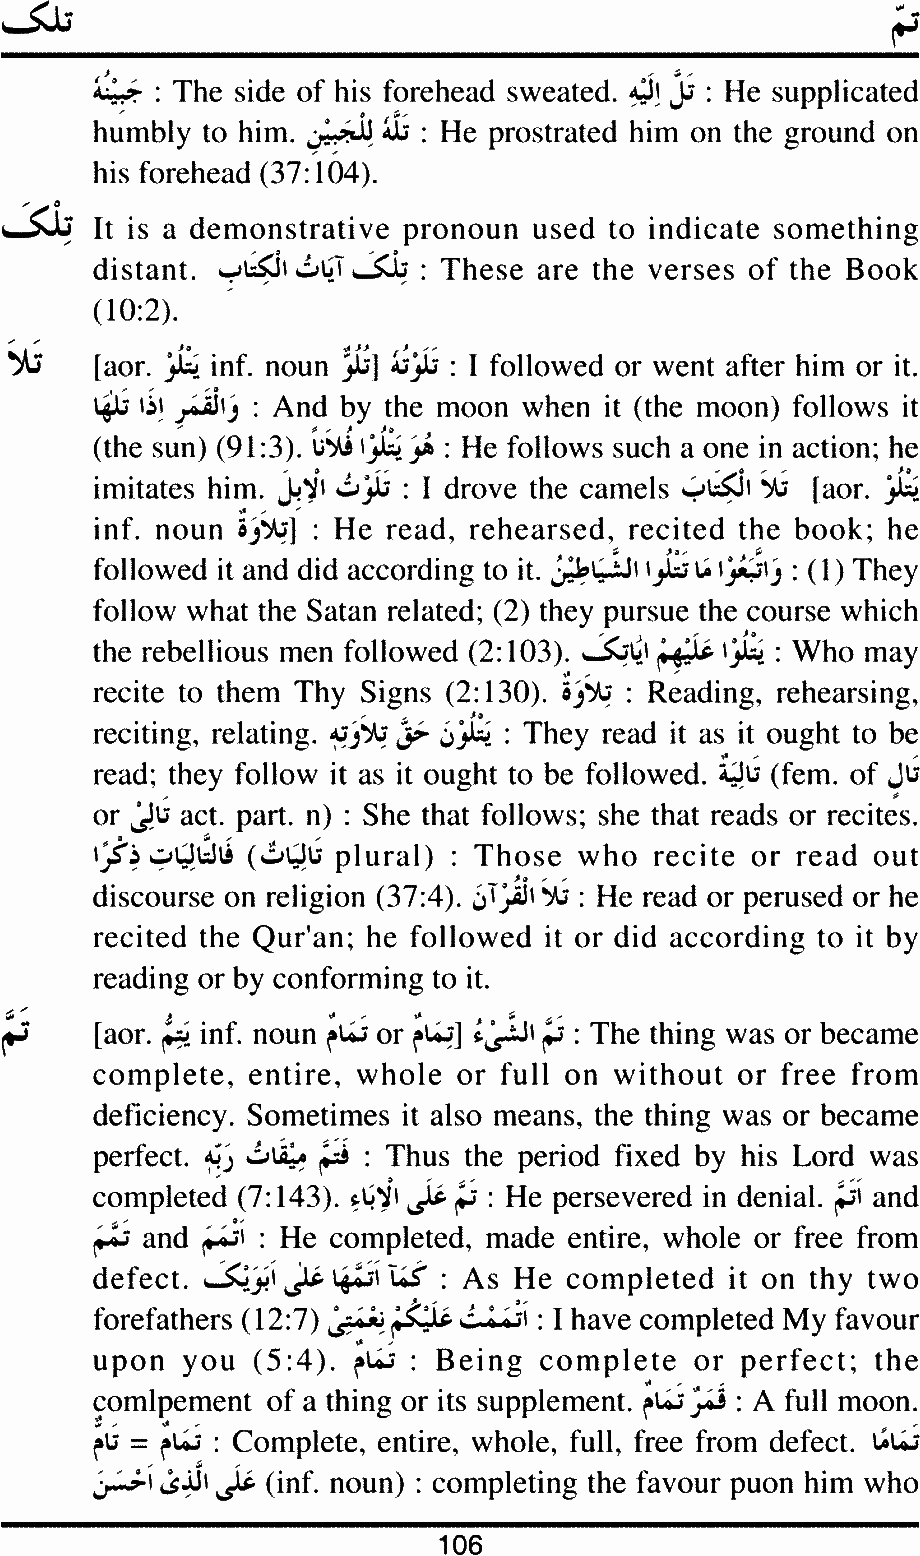 تلک تمّ
جَبِيْنُهُ : The side of his forehead sweated. تَلَّ اِلَيْهِ : He supplicated
humbly to him. تَلَّهُ لِلْجَبِيْنِ : He prostrated him on the ground on
his forehead (37:104).
تِلْکَ It is a demonstrative pronoun used to indicate something
distant. تِلْکَ آيَاتُ الْكِتَابِ : These are the verses of the Book
(10:2).
تَلاَ [aor. يَتْلُوْ inf. noun تُلُوٌّ] تَلَوْتُهُ : I followed or went after him or it.
وَالْقَمَرِ اِذَا تَلٰهَا : And by the moon when it (the moon) follows it
(the sun) (91:3). هُوَ يَتْلُوْا فُلاَناً : He follows such a one in action; he
imitates him. تَلَوْتُ الْاِبِلَ : I drove the camels تَلاَ الْكِتَابَ [aor. يَتْلُوْ
inf. noun تِلاَوَةٌ] : He read, rehearsed, recited the book; he
followed it and did according to it. وَاتَّبَعُوْا مَا تَتْلُوا الشَّيَاطِيْنُ : (1) They
follow what the Satan related; (2) they pursue the course which
the rebellious men followed (2:103). يَتْلُوْا عَلَيْهِمْ اٰيَاتِکَ : Who may
recite to them Thy Signs (2:130). تِلاَوَةٌ : Reading, rehearsing,
reciting, relating. يَتْلُوْنَ حَقَّ تِلاَوَتِهِ : They read it as it ought to be
read; they follow it as it ought to be followed. تَالِيَةٌ (fem. of تَالٍ
or تَالِیْ act. part. n) : She that follows; she that reads or recites.
فَالتَّالِيَاتِ ذِكْرًا (تَالِيَاتٌ plural) : Those who recite or read out
discourse on religion (37:4). تَلاَ الْقُرْآنَ : He read or perused or he
recited the Qur'an; he followed it or did according to it by
reading or by conforming to it.
تَمَّ [aor. يَتِمُّ inf. noun تَمَامٌ or تِمَامٌ] تَمَّ الشَّیْءُ : The thing was or became
complete, entire, whole or full on without or free from
deficiency. Sometimes it also means, the thing was or became
perfect. فَتَمَّ مِيْقَاتُ رَبِّهِ : Thus the period fixed by his Lord was
completed (7:143). تَمَّ عَلَی الْاِبَاءِ : He persevered in denial. اَتَمَّ and
تَمَّمَ and اَتْمَمَ : He completed, made entire, whole or free from
defect. كَمَا اَتَمَّهَا عَلٰی اَبَوَيْکَ : As He completed it on thy two
forefathers (12:7) اَتْمَمْتُ عَلَيْكُمْ نِعْمَتِیْ : I have completed My favour
upon you (5:4). تَمَامٌ : Being complete or perfect; the
comlpement of a thing or its supplement. قَمَرٌ تَمَامٌ : A full moon.
تَامٌّ = تَمَامٌ : Complete, entire, whole, full, free from defect. تَمَامًا
عَلَی الَّذِیْ اَحْسَنَ (inf. noun) : completing the favour puon him who
106